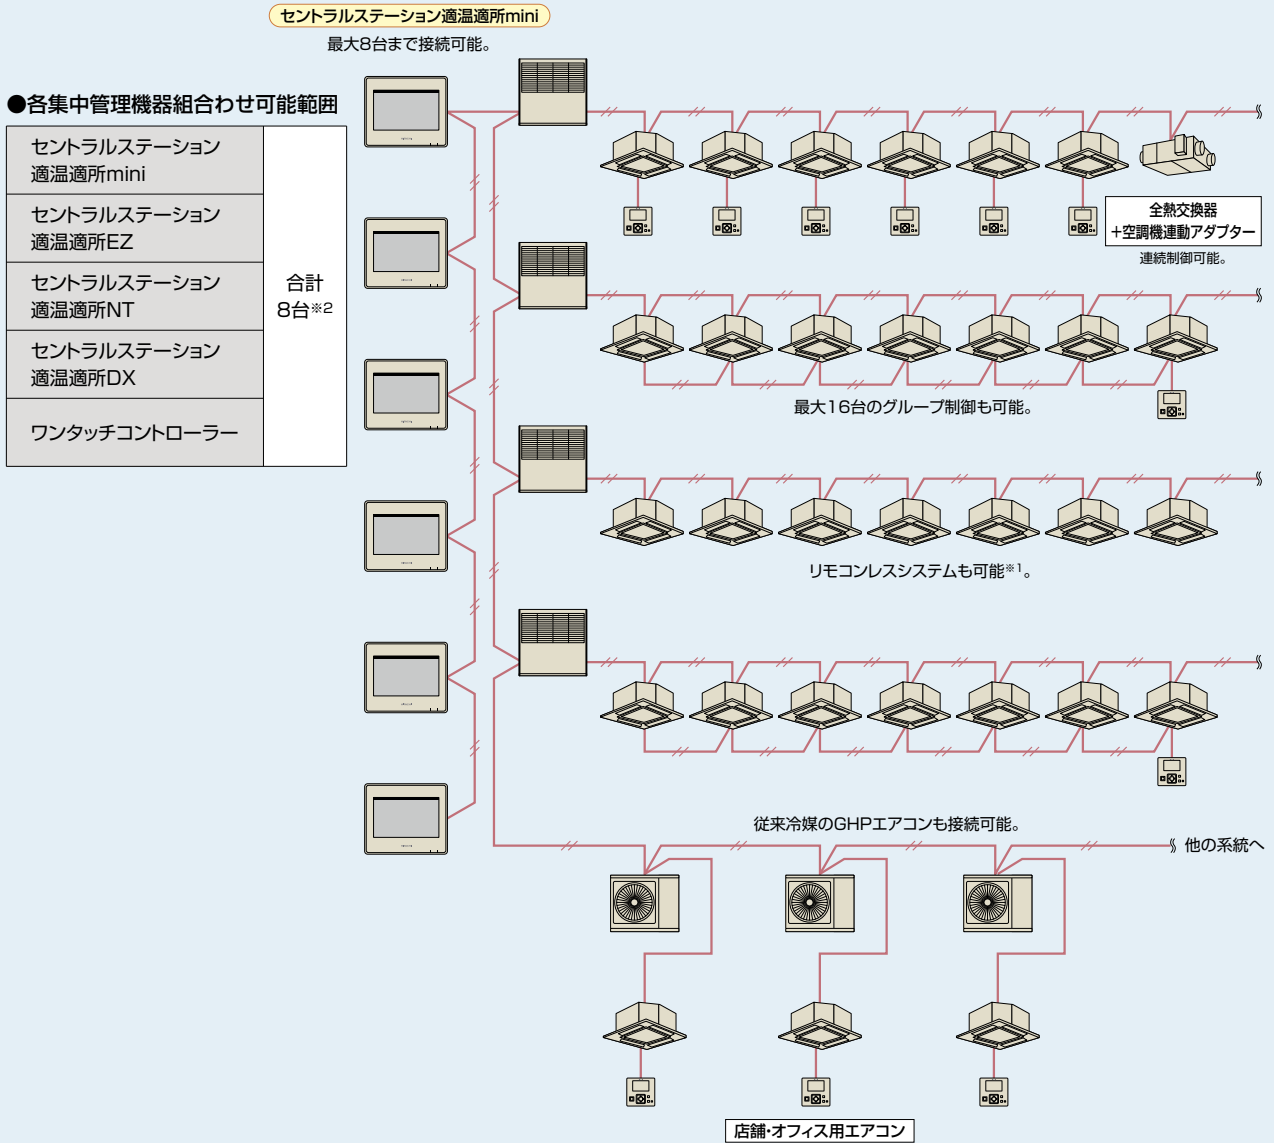 セントラルステーション適温適所mini
最大8台まで接続可能。
●各集中管理機器組合わせ可能範囲
セントラルステーション
適温適所mini
セントラルステーション
適温適所EZ
セントラルステーション
適温適所NT
セントラルステーション
適温適所DX
ワンタッチコントローラー
合計
8台※2
全熱交換器
+空調機連動アダプター
連続制御可能。
最大16台のグループ制御も可能。
リモコンレスシステムも可能※1。
従来冷媒のGHPエアコンも接続可能。
他の系統へ
店舗・オフィス用エアコン